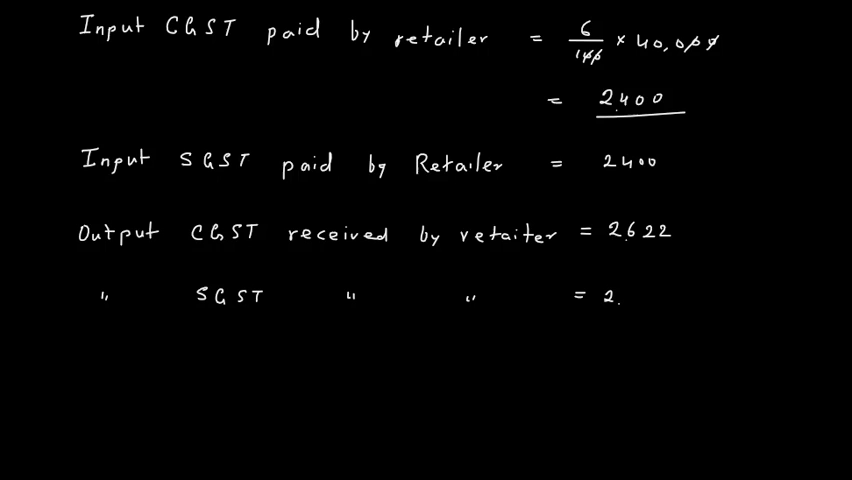 Input CGST paid by retailer = 6/100 × 40,000
= 2400
Input SGST paid by Retailer = 2400
Output CGST received by retaiter = 2622
" SGST " " = 2.